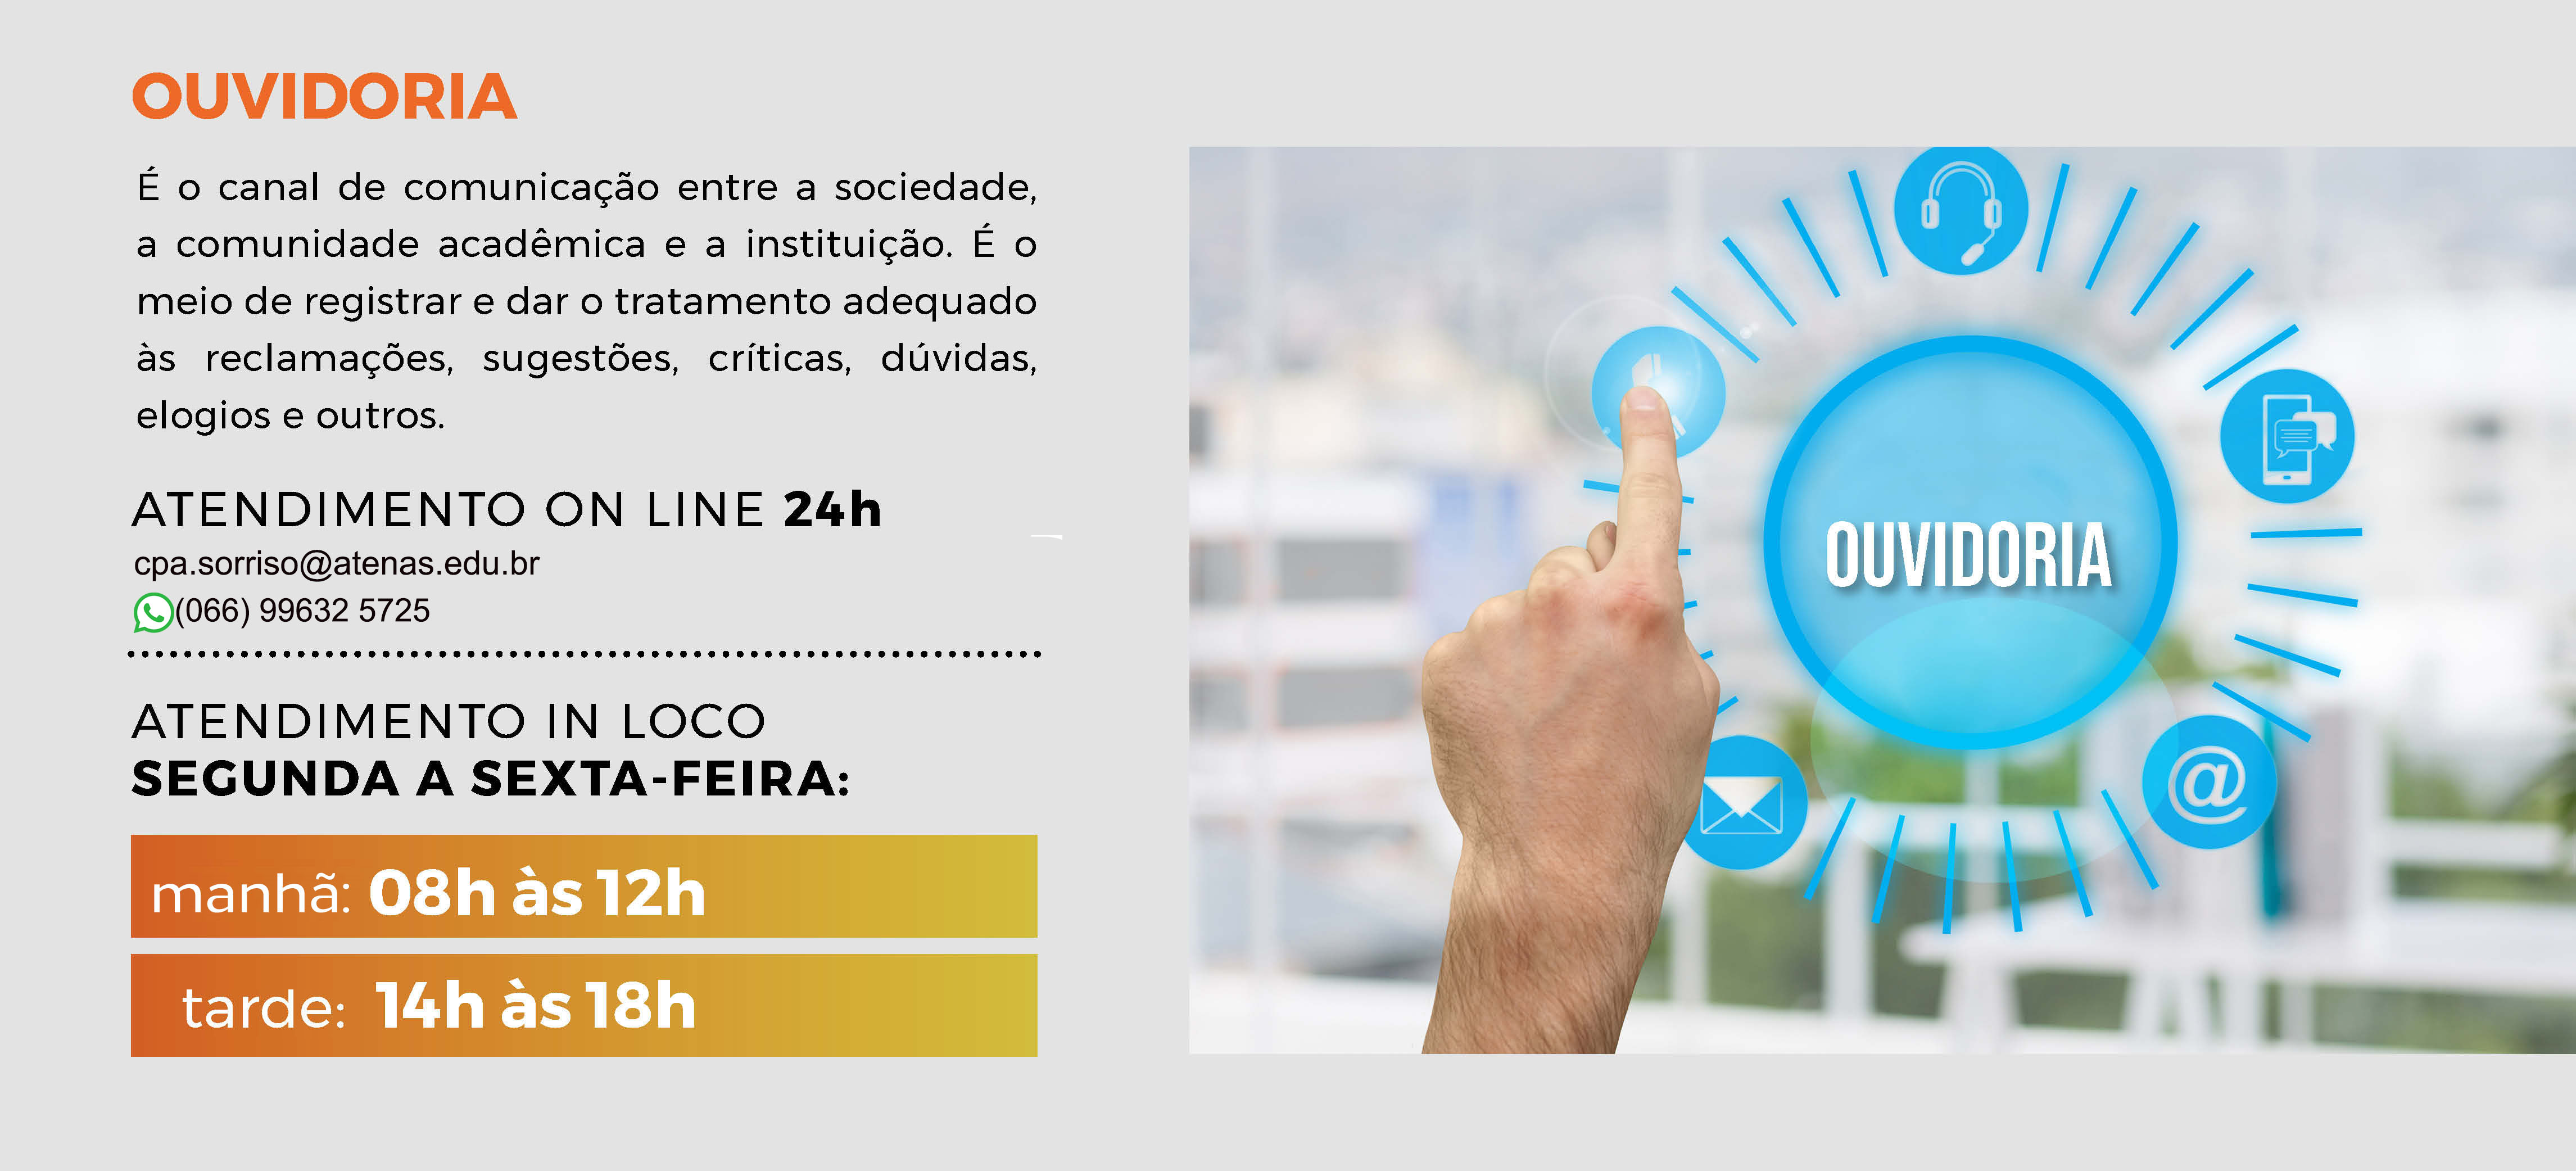 OUVIDORIA
É o canal de comunicação entre a sociedade,
a comunidade acadêmica e a instituição. É o
meio de registrar e dar o tratamento adequado
às reclamações, sugestões, críticas, dúvidas,
elogios e outros.
ATENDIMENTO ON LINE 24h
cpa.sorriso@atenas.edu.br
(066) 99632 5725
ATENDIMENTO IN LOCO
SEGUNDA A SEXTA-FEIRA:
manhã: 08h às 12h
tarde: 14h às 18h
OUVIDORIA
@